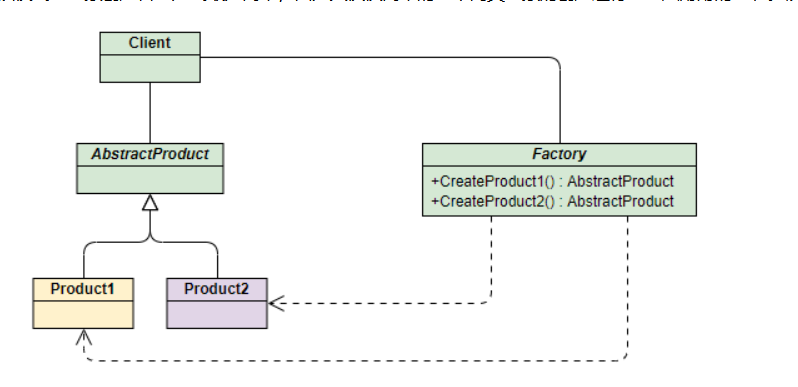 Client
AbstractProduct
Factory
+CreateProduct1() : AbstractProduct
+CreateProduct2() : AbstractProduct
Product1
Product2